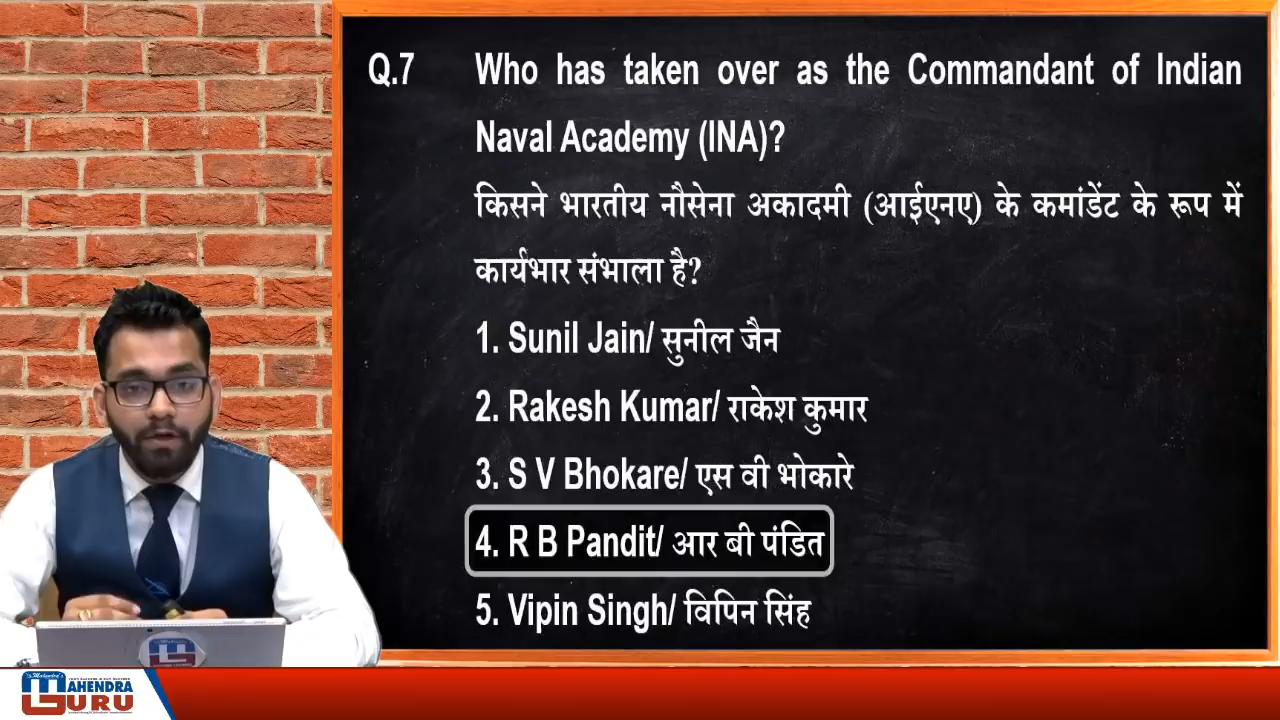 Q.7 Who has taken over as the Commandant of Indian
Naval Academy (INA)?
किसने भारतीय नौसेना अकादमी (आईएनए) के कमांडेंट के रूप में
कार्यभार संभाला है?
1. Sunil Jain/ सुनील जैन
2. Rakesh Kumar/ राकेश कुमार
3. S V Bhokare/ एस वी भोकारे
4. R B Pandit/ आर बी पंडित
5. Vipin Singh/ विपिन सिंह
MAHENDRA
GURU